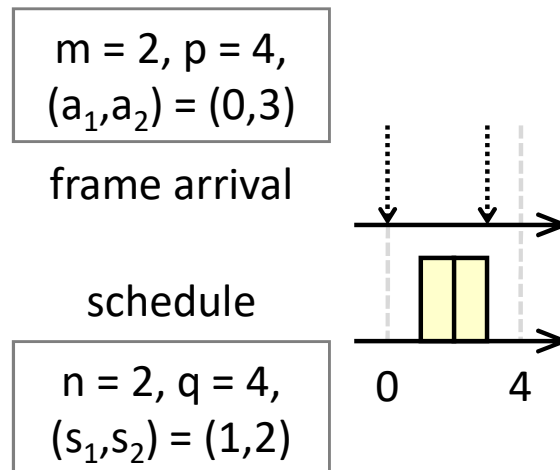 m = 2, p = 4,
(a₁,a₂) = (0,3)
frame arrival
schedule
n = 2, q = 4,
(s₁,s₂) = (1,2)
0 4